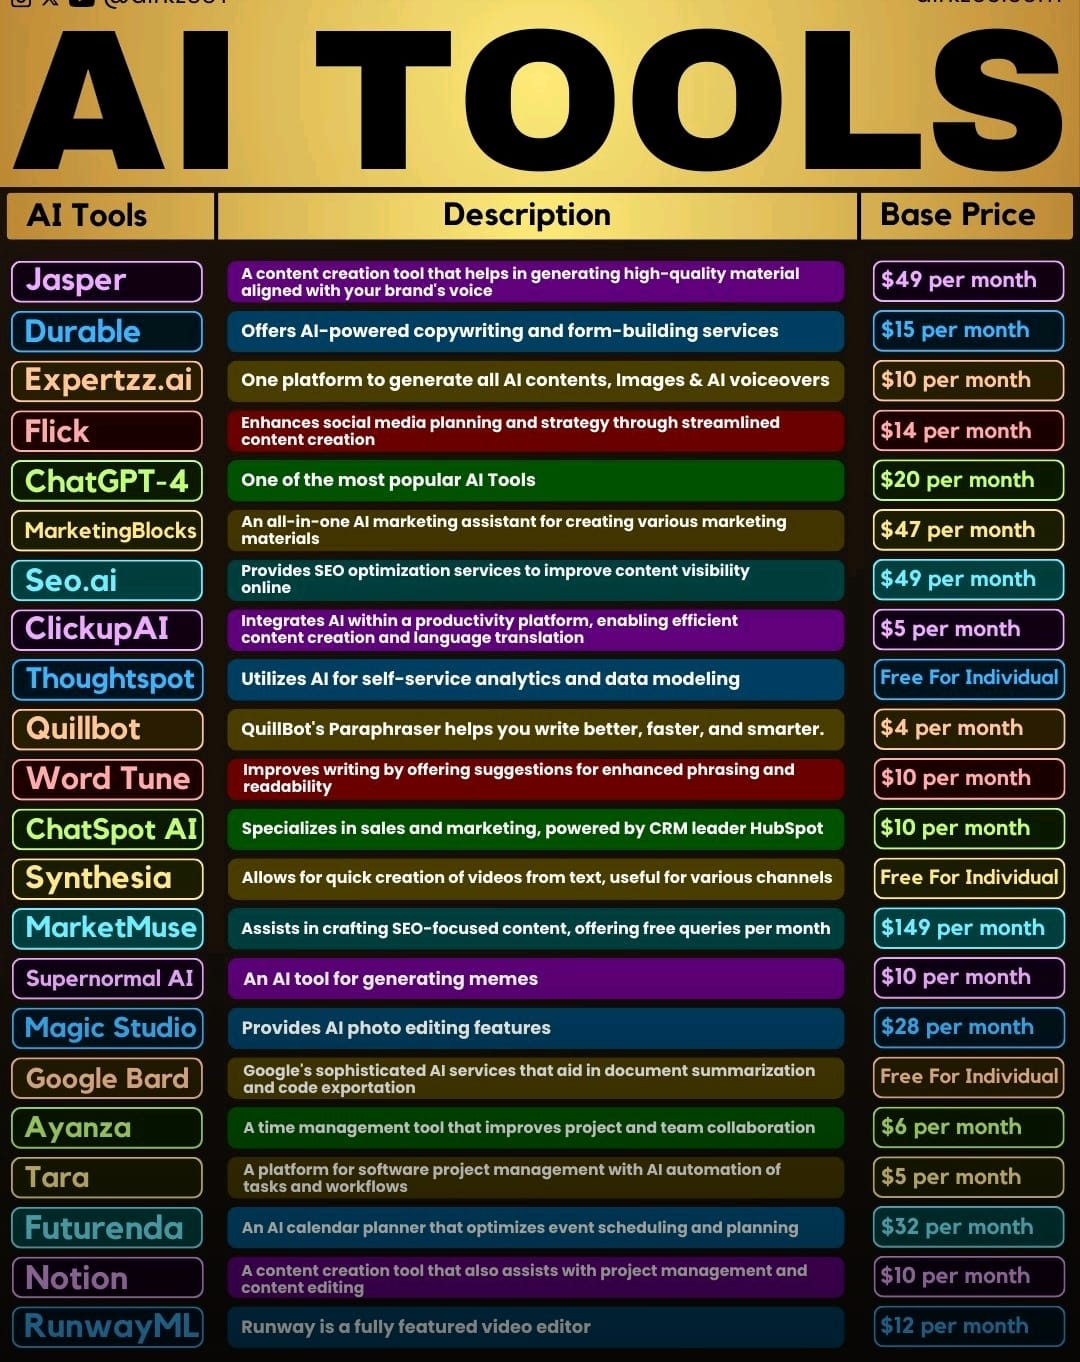 AI TOOLS
AI Tools Description Base Price
Jasper
A content creation tool that helps in generating high-quality material
aligned with your brand's voice
$49 per month
Durable
Offers AI-powered copywriting and form-building services
$15 per month
Expertzz.ai
One platform to generate all AI contents, Images & AI voiceovers
$10 per month
Flick
Enhances social media planning and strategy through streamlined
content creation
$14 per month
ChatGPT-4
One of the most popular AI Tools
$20 per month
MarketingBlocks
An all-in-one AI marketing assistant for creating various marketing
materials
$47 per month
Seo.ai
Provides SEO optimization services to improve content visibility
online
$49 per month
ClickupAI
Integrates AI within a productivity platform, enabling efficient
content creation and language translation
$5 per month
Thoughtspot
Utilizes AI for self-service analytics and data modeling
Free For Individual
Quillbot
QuillBot's Paraphraser helps you write better, faster, and smarter.
$4 per month
Word Tune
Improves writing by offering suggestions for enhanced phrasing and
readability
$10 per month
ChatSpot AI
Specializes in sales and marketing, powered by CRM leader HubSpot
$10 per month
Synthesia
Allows for quick creation of videos from text, useful for various channels
Free For Individual
MarketMuse
Assists in crafting SEO-focused content, offering free queries per month
$149 per month
Supernormal AI
An AI tool for generating memes
$10 per month
Magic Studio
Provides AI photo editing features
$28 per month
Google Bard
Google's sophisticated AI services that aid in document summarization
and code exportation
Free For Individual
Ayanza
A time management tool that improves project and team collaboration
$6 per month
Tara
A platform for software project management with AI automation of
tasks and workflows
$5 per month
Futurenda
An AI calendar planner that optimizes event scheduling and planning
$32 per month
Notion
A content creation tool that also assists with project management and
content editing
$10 per month
RunwayML
Runway is a fully featured video editor
$12 per month